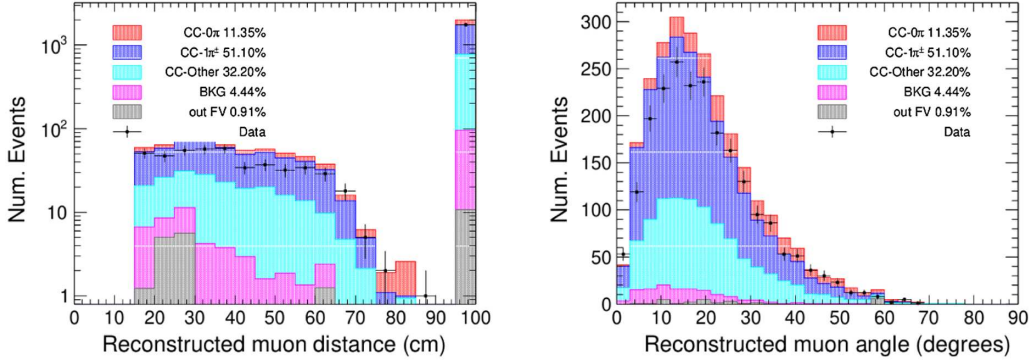 Num. Events
10³
10²
10
1
CC-0π 11.35%
CC-1π± 51.10%
CC-Other 32.20%
BKG 4.44%
out FV 0.91%
Data
0 10 20 30 40 50 60 70 80 90 100
Reconstructed muon distance (cm)
Num. Events
300
250
200
150
100
50
0
CC-0π 11.35%
CC-1π± 51.10%
CC-Other 32.20%
BKG 4.44%
out FV 0.91%
Data
0 10 20 30 40 50 60 70 80 90
Reconstructed muon angle (degrees)